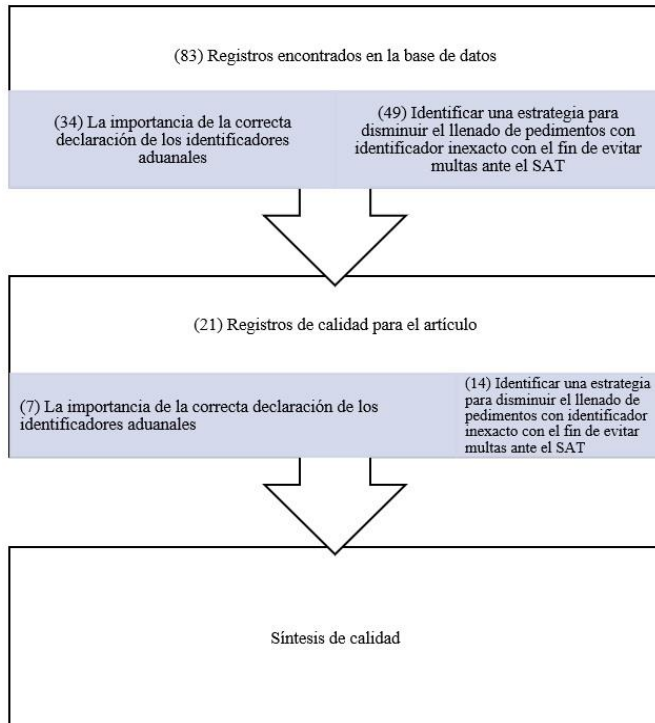 (83) Registros encontrados en la base de datos
(34) La importancia de la correcta
declaración de los identificadores
aduanales
(49) Identificar una estrategia para
disminuir el llenado de pedimentos con
identificador inexacto con el fin de evitar
multas ante el SAT
(21) Registros de calidad para el artículo
(7) La importancia de la correcta declaración de los
identificadores aduanales
(14) Identificar una estrategia
para disminuir el llenado de
pedimentos con identificador
inexacto con el fin de evitar
multas ante el SAT
Síntesis de calidad